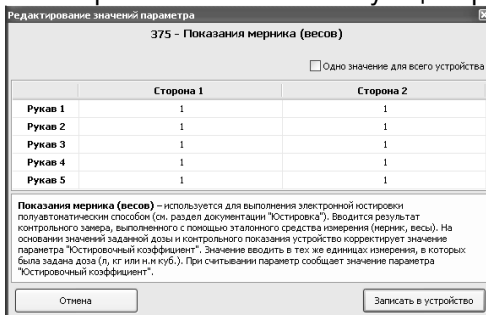 Редактирование значений параметра
375 - Показания мерника (весов)
Одно значение для всего устройства
Сторона 1 Сторона 2
Рукав 1 1 1
Рукав 2 1 1
Рукав 3 1 1
Рукав 4 1 1
Рукав 5 1 1
Показания мерника (весов) – используется для выполнения электронной юстировки
полуавтоматическим способом (см. раздел документации "Юстировка"). Вводится результат
контрольного замера, выполненного с помощью эталонного средства измерения (мерник, весы). На
основании значений заданной дозы и контрольного показания устройство корректирует значение
параметра "Юстировочный коэффициент". Значение вводить в тех же единицах измерения, в которых
была задана доза (л, кг или н.м куб.). При считывании параметр сообщает значение параметра
"Юстировочный коэффициент".
Отмена Записать в устройство